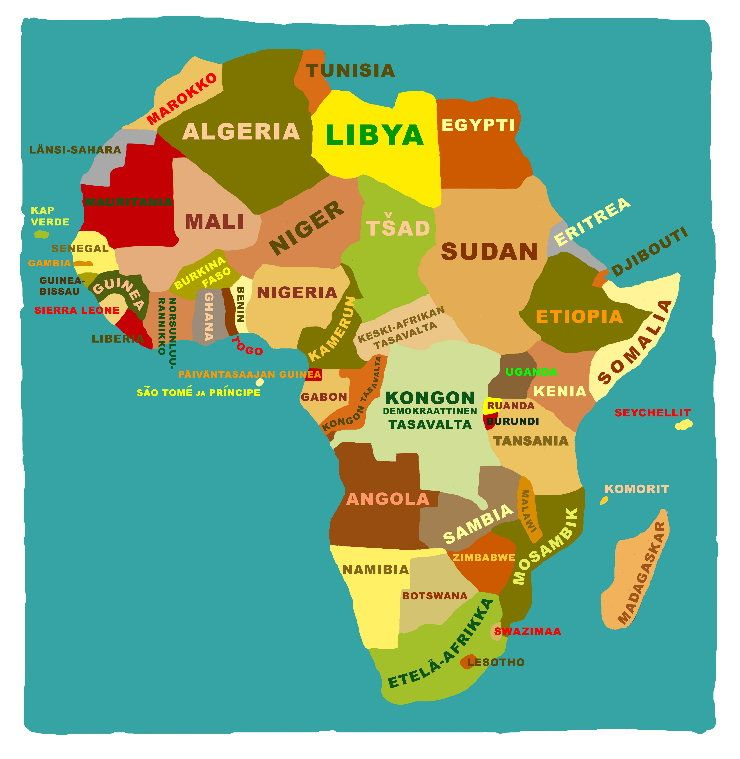 TUNISIA
MAROKKO
ALGERIA
LIBYA
EGYPTI
LÄNSI-SAHARA
MAURITANIA
KAP
VERDE
MALI
NIGER
TŠAD
SUDAN
ERITREA
DJIBOUTI
SENEGAL
GAMBIA
GUINEA-
BISSAU
GUINEA
BURKINA
FASO
SIERRA LEONE
LIBERIA
NORSUNLUU-
RANNIKKO
GHANA
TOGO
BENIN
NIGERIA
KAMERUN
KESKI-AFRIKAN
TASAVALTA
ETIOPIA
SOMALIA
PÄIVÄNTASAAJAN GUINEA
SÃO TOMÉ JA PRÍNCIPE
GABON
KONGON TASAVALTA
KONGON
DEMOKRAATTINEN
TASAVALTA
UGANDA
KENIA
RUANDA
BURUNDI
TANSANIA
SEYCHELLIT
KOMORIT
ANGOLA
SAMBIA
MALAWI
MOSAMBIK
MADAGASKAR
NAMIBIA
ZIMBABWE
BOTSWANA
SWAZIMAA
ETELÄ-AFRIKKA
LESOTHO